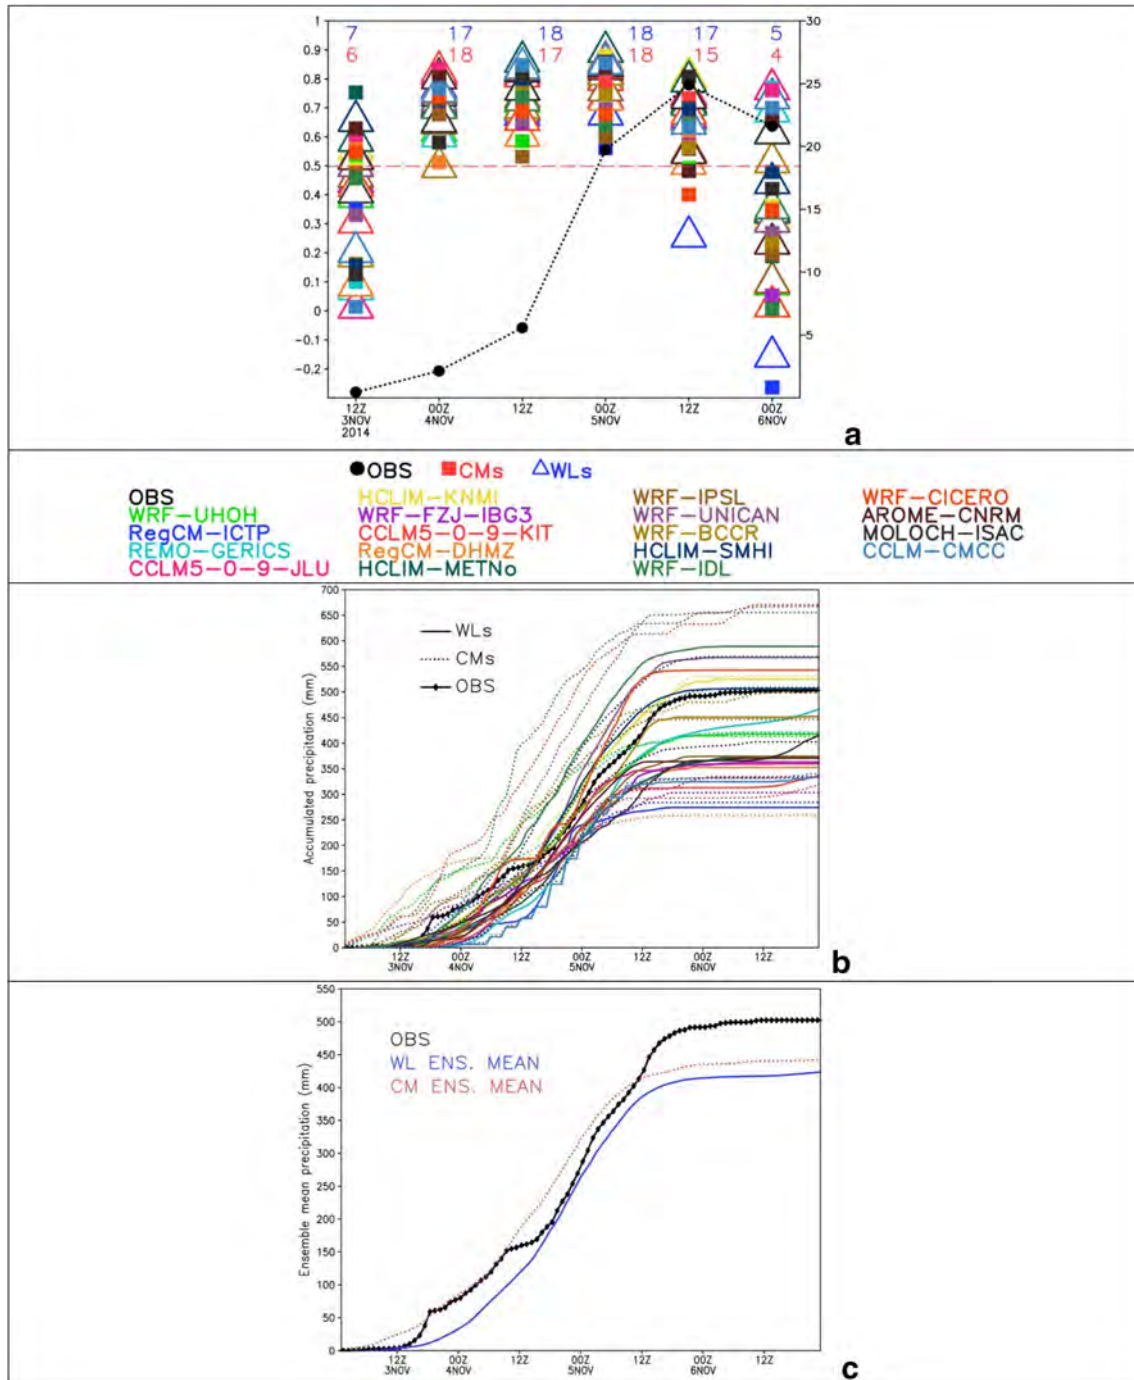 7 17 18 18 17 5
6 18 17 18 15 4
1
0.9
0.8
0.7
0.6
0.5
0.4
0.3
0.2
0.1
0
-0.1
-0.2
30
25
20
15
10
5
12Z 00Z 12Z 00Z 12Z 00Z
3NOV 4NOV 5NOV 6NOV
2014
a
OBS CMs WLs
OBS HCLIM-KNMI WRF-IPSL WRF-CICERO
WRF-UHOH WRF-FZJ-IBG3 WRF-UNICAN AROME-CNRM
RegCM-ICTP CCLM5-0-9-KIT WRF-BCCR MOLOCH-ISAC
REMO-GERICS RegCM-DHMZ HCLIM-SMHI CCLM-CMCC
CCLM5-0-9-JLU HCLIM-METNo WRF-IDL
Accumulated precipitation (mm)
700
650
600
550
500
450
400
350
300
250
200
150
100
50
0
WLs
CMs
OBS
12Z 00Z 12Z 00Z 12Z 00Z 12Z
3NOV 4NOV 5NOV 6NOV
b
Ensemble mean precipitation (mm)
550
500
450
400
350
300
250
200
150
100
50
0
OBS
WL ENS. MEAN
CM ENS. MEAN
12Z 00Z 12Z 00Z 12Z 00Z 12Z
3NOV 4NOV 5NOV 6NOV
c